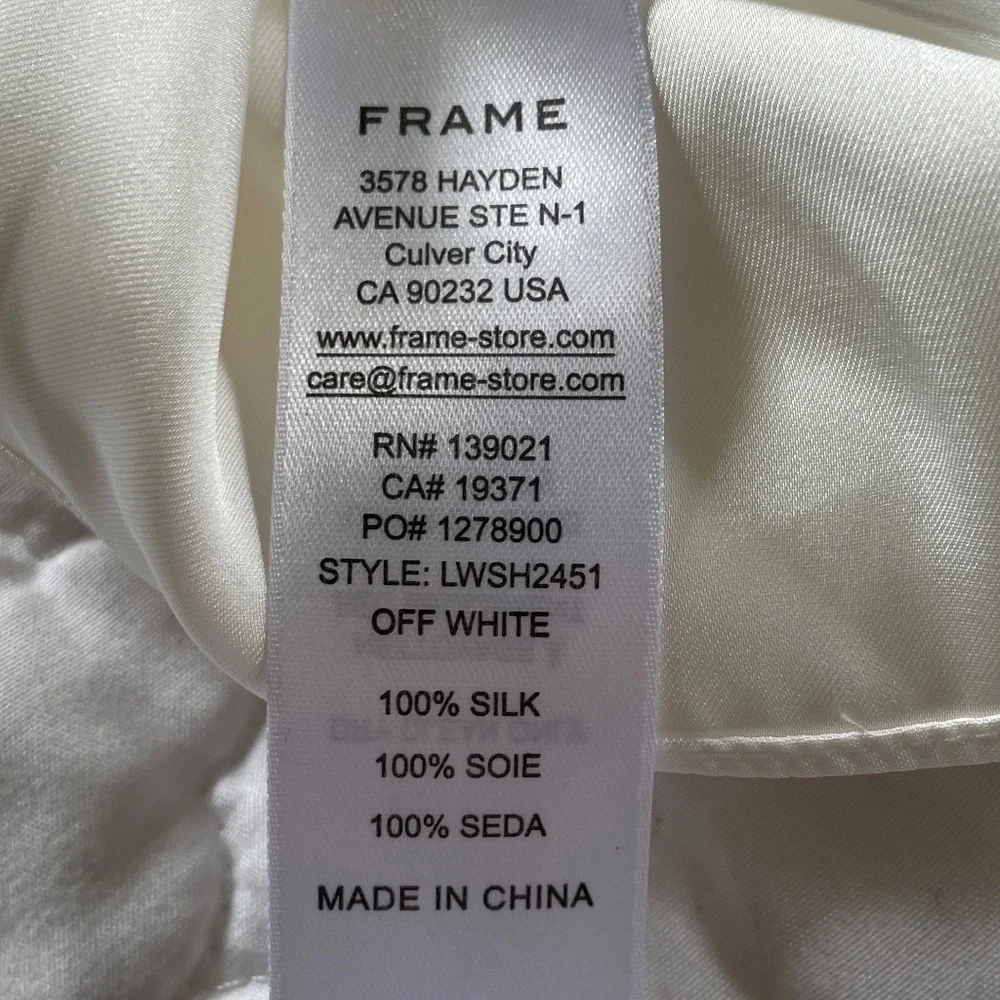 FRAME
3578 HAYDEN
AVENUE STE N-1
Culver City
CA 90232 USA
www.frame-store.com
care@frame-store.com
RN# 139021
CA# 19371
PO# 1278900
STYLE: LWSH2451
OFF WHITE
100% SILK
100% SOIE
100% SEDA
MADE IN CHINA